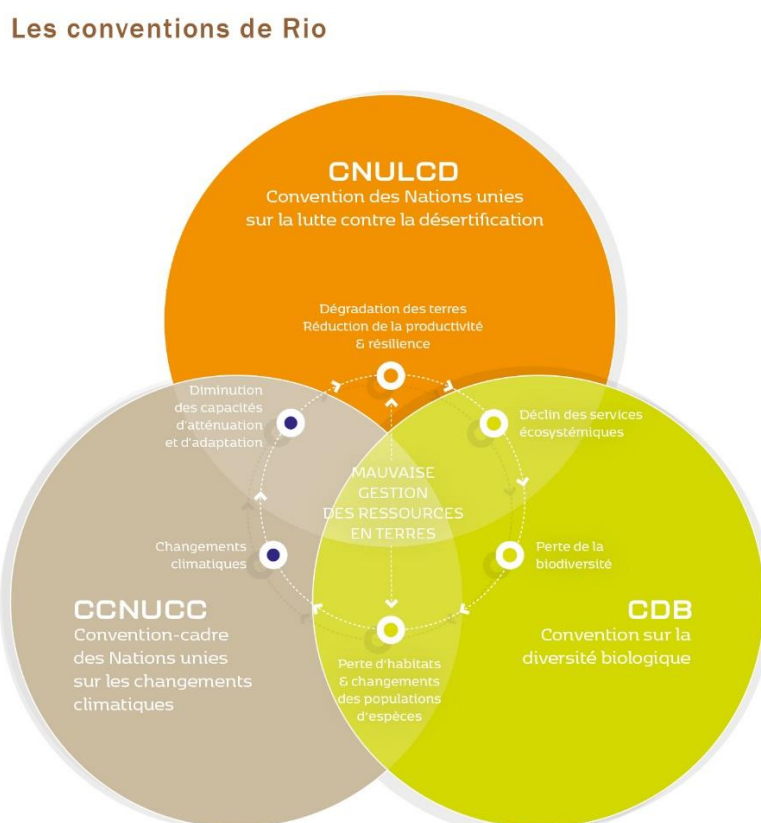 Les conventions de Rio
CNULCD
Convention des Nations unies
sur la lutte contre la désertification
Dégradation des terres
Réduction de la productivité
& résilience
Diminution
des capacités
d'atténuation
et d'adaptation
Déclin des services
écosystémiques
MAUVAISE
GESTION
DES RESSOURCES
EN TERRES
Changements
climatiques
Perte de la
biodiversité
CCNUCC
Convention-cadre
des Nations unies
sur les changements
climatiques
CDB
Convention sur la
diversité biologique
Perte d'habitats
& changements
des populations
d'espèces